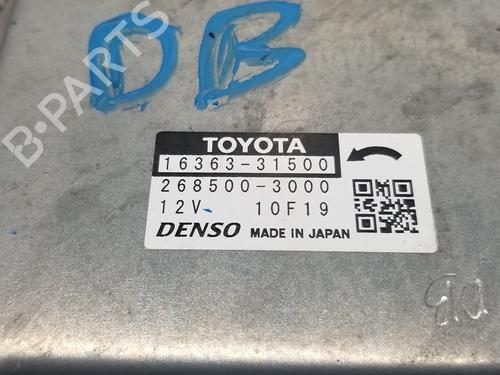 DB
B-PARTS
TOYOTA
16363-31500
268500-3000
12V- 10F19
DENSO MADE IN JAPAN